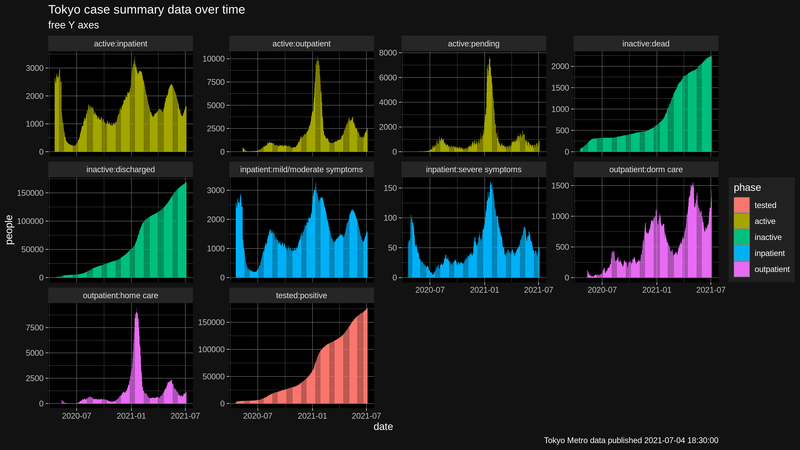 Tokyo case summary data over time
free Y axes
active:inpatient
active:outpatient
active:pending
inactive:dead
3000
2000
1000
0
10000
7500
5000
2500
0
8000
6000
4000
2000
0
2000
1500
1000
500
0
inactive:discharged
inpatient:mild/moderate symptoms
inpatient:severe symptoms
outpatient:dorm care
150000
100000
50000
0
3000
2000
1000
0
150
100
50
0
1500
1000
500
0
2020-07
2021-01
2021-07
2020-07
2021-01
2021-07
outpatient:home care
tested:positive
7500
5000
2500
0
150000
100000
50000
0
2020-07
2021-01
2021-07
2020-07
2021-01
2021-07
people
date
phase
tested
active
inactive
inpatient
outpatient
Tokyo Metro data published 2021-07-04 18:30:00